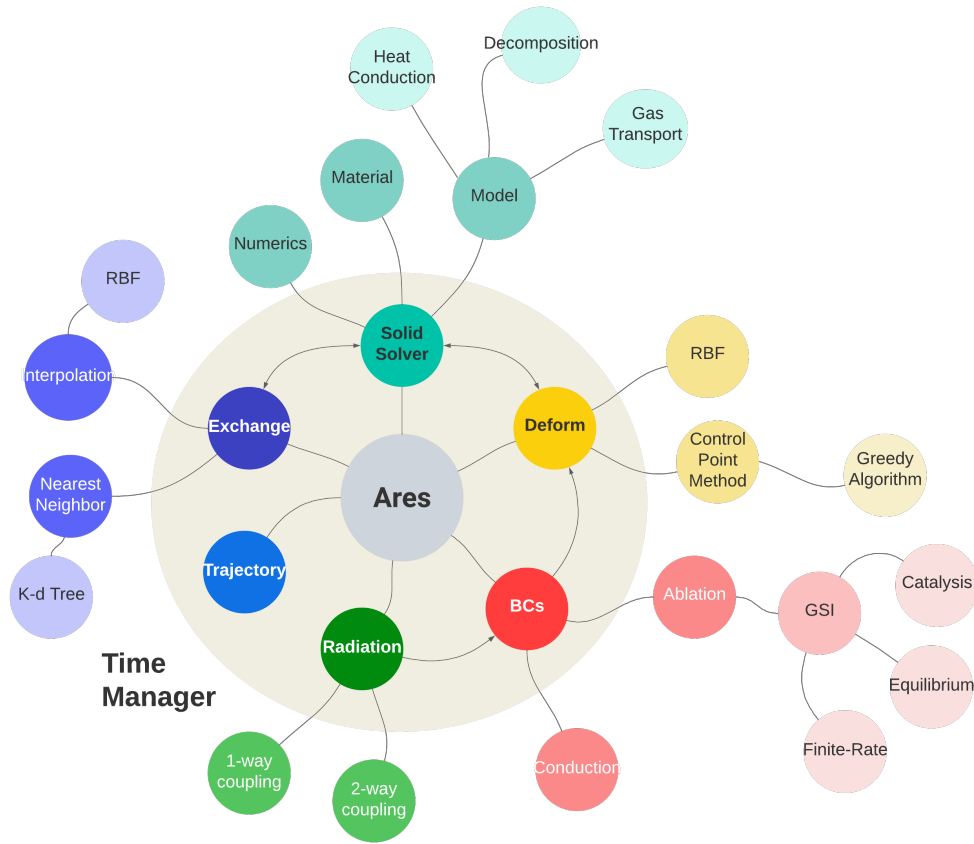 Decomposition
Heat
Conduction
Gas
Transport
Material
Model
Numerics
RBF
Solid
Solver
RBF
Interpolation
Exchange
Deform
Control
Point
Method
Greedy
Algorithm
Nearest
Neighbor
Ares
Trajectory
K-d Tree
BCs
Ablation
GSI
Catalysis
Radiation
Time
Manager
Equilibrium
Finite-Rate
1-way
coupling
2-way
coupling
Conduction